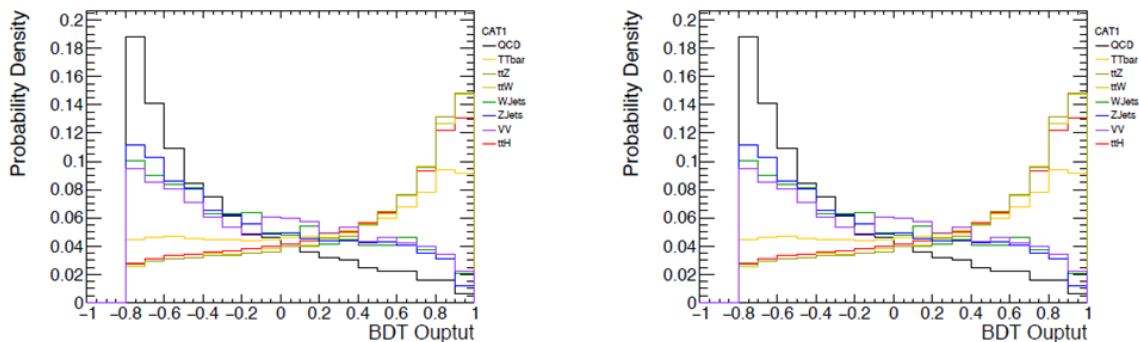 Probability Density
0.2
0.18
0.16
0.14
0.12
0.1
0.08
0.06
0.04
0.02
0
CAT1
QCD
TTbar
ttZ
ttW
WJets
ZJets
VV
ttH
-1 -0.8 -0.6 -0.4 -0.2 0 0.2 0.4 0.6 0.8 1
BDT Ouptut
Probability Density
0.2
0.18
0.16
0.14
0.12
0.1
0.08
0.06
0.04
0.02
0
CAT1
QCD
TTbar
ttZ
ttW
WJets
ZJets
VV
ttH
-1 -0.8 -0.6 -0.4 -0.2 0 0.2 0.4 0.6 0.8 1
BDT Ouptut